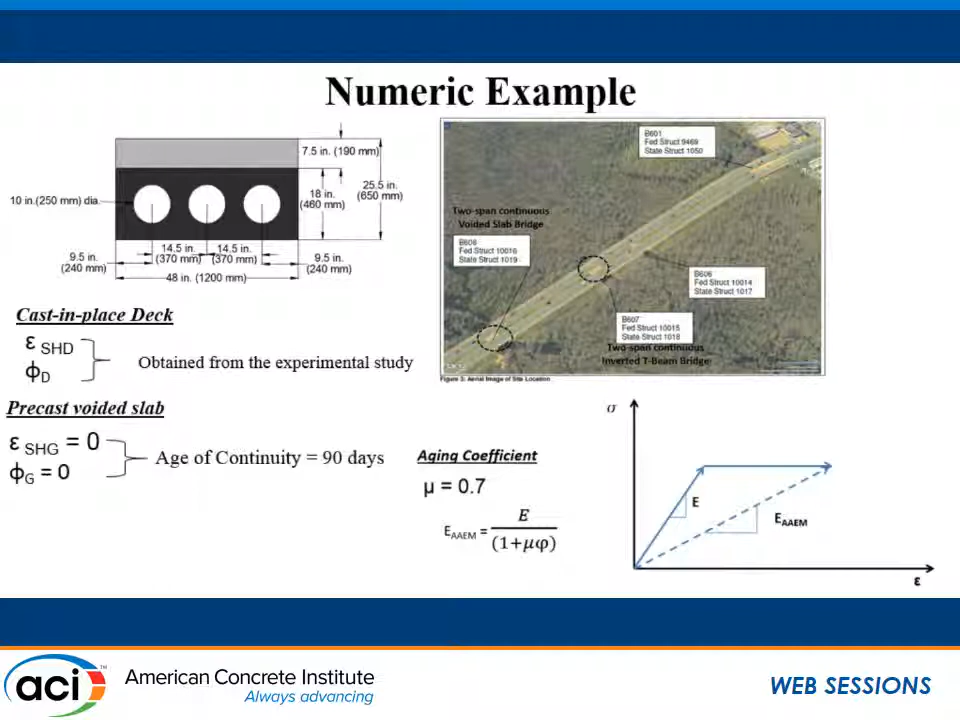 Numeric Example
7.5 in. (190 mm)
10 in.(250 mm) dia.
18 in.
(460 mm)
25.5 in.
(650 mm)
14.5 in.
(370 mm)
14.5 in.
(370 mm)
9.5 in.
(240 mm)
9.5 in.
(240 mm)
48 in. (1200 mm)
B601
Fed Struct 9469
State Struct 1050
Two-span continuous
Voided Slab Bridge
B608
Fed Struct 10016
State Struct 1019
B606
Fed Struct 10014
State Struct 1017
B607
Fed Struct 10015
State Struct 1018
Two-span continuous
Inverted T-Beam Bridge
Figure 3: Aerial Image of Site Location
Cast-in-place Deck
ε SHD
ϕD
Obtained from the experimental study
Precast voided slab
ε SHG = 0
ϕG = 0
Age of Continuity = 90 days
Aging Coefficient
μ = 0.7
EAAEM = E / (1+μφ)
σ
E
EAAEM
ε
aci™
American Concrete Institute
Always advancing
WEB SESSIONS